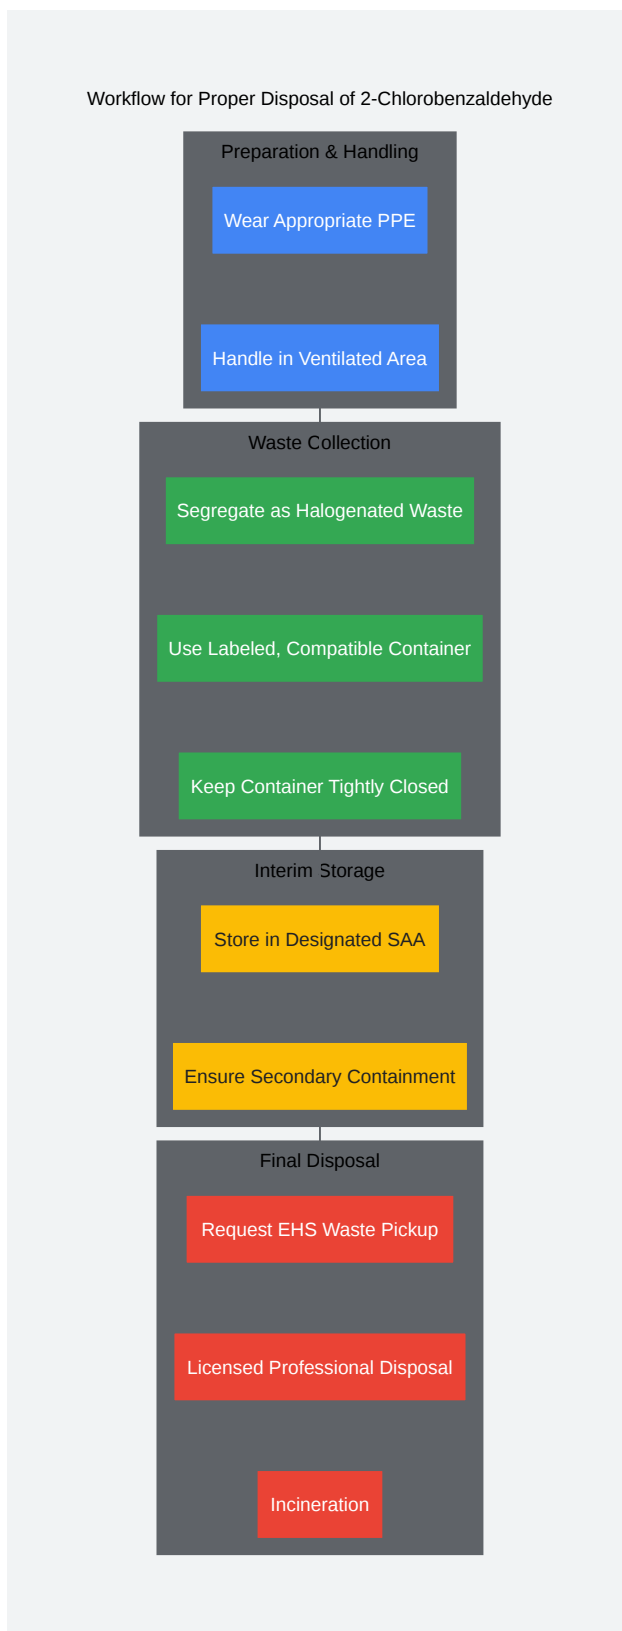 Workflow for Proper Disposal of 2-Chlorobenzaldehyde
Preparation & Handling
Wear Appropriate PPE
Handle in Ventilated Area
Waste Collection
Segregate as Halogenated Waste
Use Labeled, Compatible Container
Keep Container Tightly Closed
Interim Storage
Store in Designated SAA
Ensure Secondary Containment
Final Disposal
Request EHS Waste Pickup
Licensed Professional Disposal
Incineration